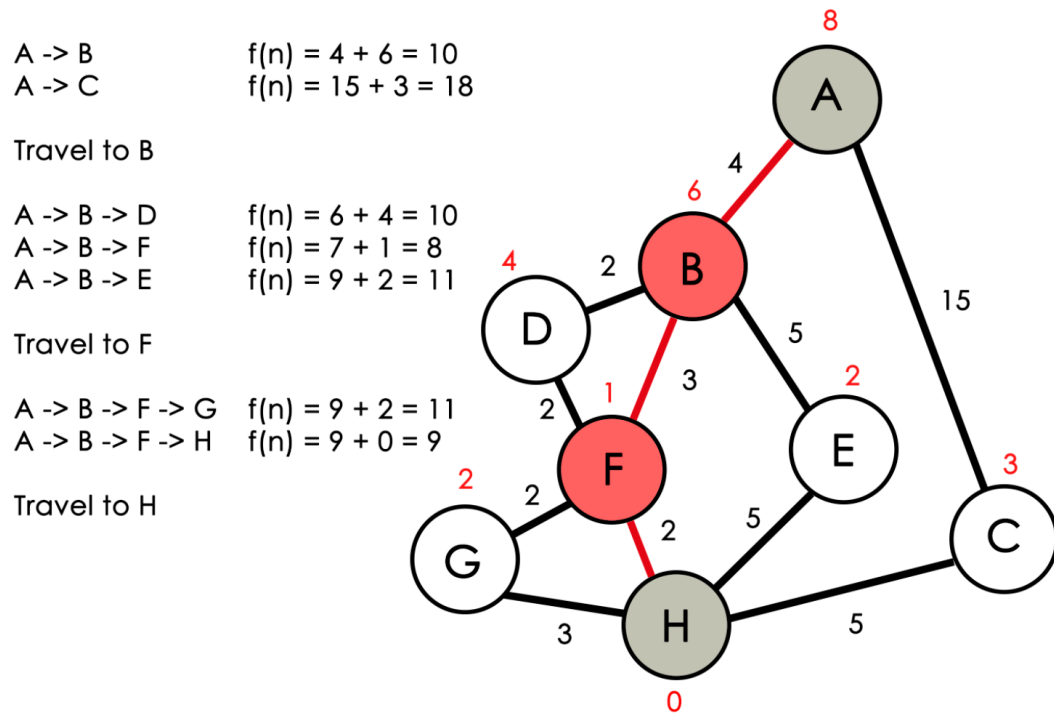 A -> B f(n) = 4 + 6 = 10
A -> C f(n) = 15 + 3 = 18
Travel to B
A -> B -> D f(n) = 6 + 4 = 10
A -> B -> F f(n) = 7 + 1 = 8
A -> B -> E f(n) = 9 + 2 = 11
Travel to F
A -> B -> F -> G f(n) = 9 + 2 = 11
A -> B -> F -> H f(n) = 9 + 0 = 9
Travel to H
8
A
4
6
B
2
4
D
15
5
3
2
1
2
E
F
3
2
2
2
5
C
G
H
3
5
0